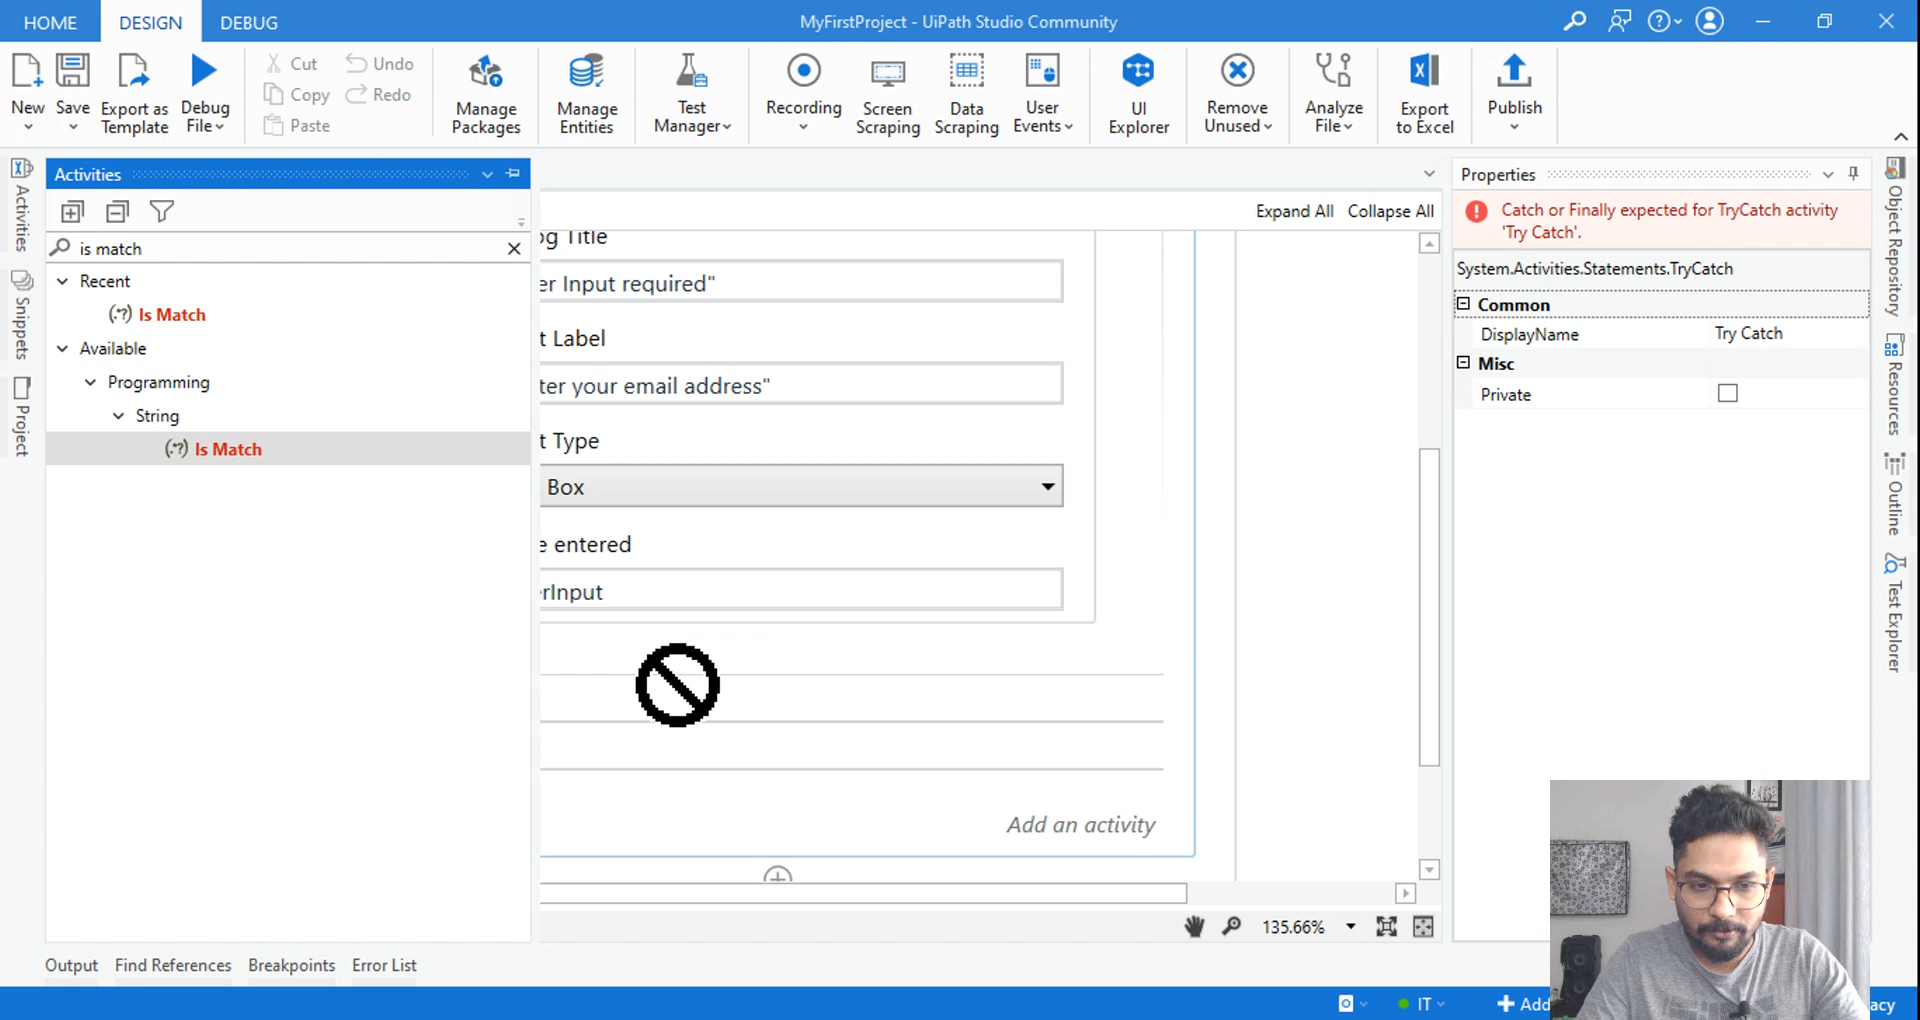 HOME DESIGN DEBUG
MyFirstProject - UiPath Studio Community
New
Save
Export as Template
Debug File
Cut
Copy
Paste
Undo
Redo
Manage Packages
Manage Entities
Test Manager
Recording
Screen Scraping
Data Scraping
User Events
UI Explorer
Remove Unused
Analyze File
Export to Excel
Publish
Activities
Snippets
Project
Activities
is match
Recent
Is Match
Available
Programming
String
Is Match
Expand All Collapse All
Title
er Input required"
t Label
ter your email address"
t Type
Box
e entered
rInput
Add an activity
135.66%
Properties
Catch or Finally expected for TryCatch activity
'Try Catch'.
System.Activities.Statements.TryCatch
Common
DisplayName Try Catch
Misc
Private
Object Repository
Resources
Outline
Test Explorer
Output Find References Breakpoints Error List
IT
Add
acy